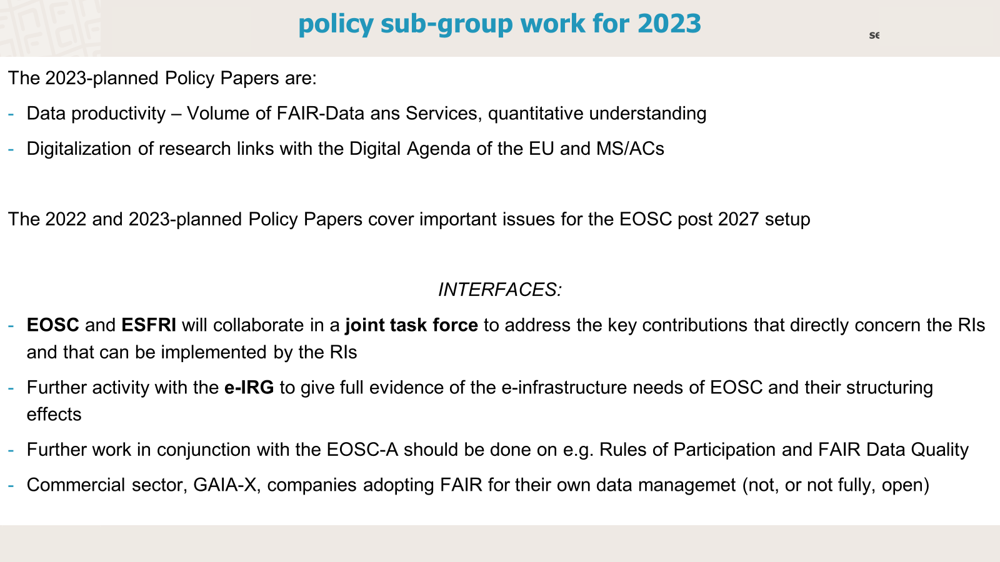 policy sub-group work for 2023
The 2023-planned Policy Papers are:
- Data productivity – Volume of FAIR-Data ans Services, quantitative understanding
- Digitalization of research links with the Digital Agenda of the EU and MS/ACs
The 2022 and 2023-planned Policy Papers cover important issues for the EOSC post 2027 setup
INTERFACES:
- EOSC and ESFRI will collaborate in a joint task force to address the key contributions that directly concern the RIs
and that can be implemented by the RIs
- Further activity with the e-IRG to give full evidence of the e-infrastructure needs of EOSC and their structuring
effects
- Further work in conjunction with the EOSC-A should be done on e.g. Rules of Participation and FAIR Data Quality
- Commercial sector, GAIA-X, companies adopting FAIR for their own data managemet (not, or not fully, open)